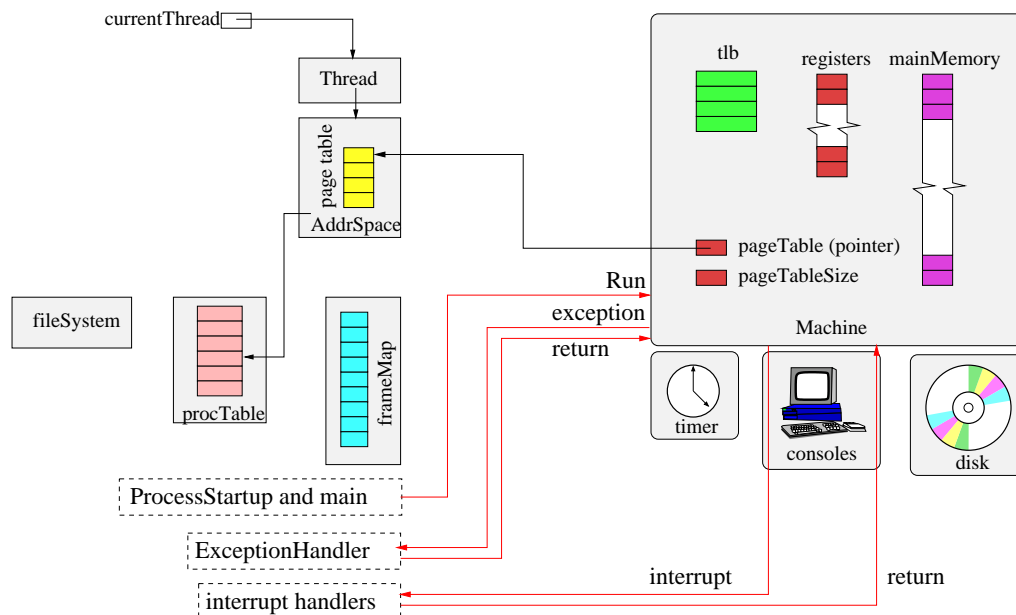 currentThread
Thread
page table
AddrSpace
tlb
registers
mainMemory
pageTable (pointer)
pageTableSize
Machine
Run
exception
return
fileSystem
procTable
frameMap
timer
consoles
disk
ProcessStartup and main
ExceptionHandler
interrupt handlers
interrupt
return